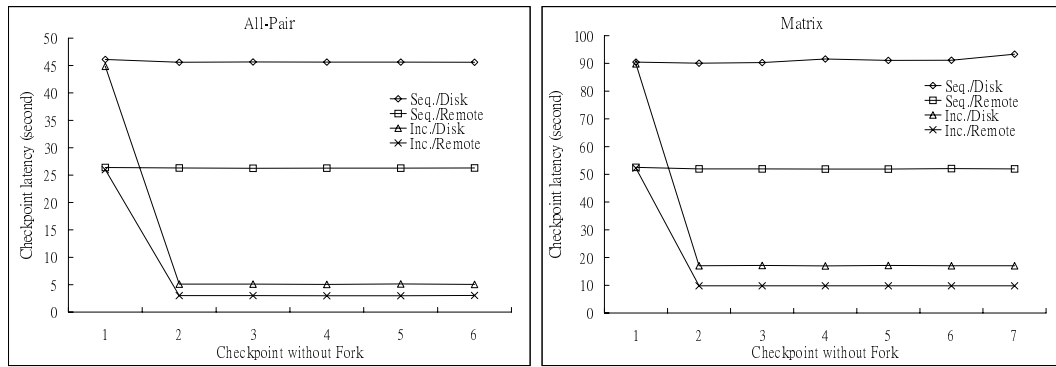 All-Pair
50
45
40
35
30
25
20
15
10
5
0
Checkpoint latency (second)
Seq./Disk
Seq./Remote
Inc./Disk
Inc./Remote
1 2 3 4 5 6
Checkpoint without Fork
Matrix
100
90
80
70
60
50
40
30
20
10
0
Checkpoint latency (second)
Seq./Disk
Seq./Remote
Inc./Disk
Inc./Remote
1 2 3 4 5 6 7
Checkpoint without Fork